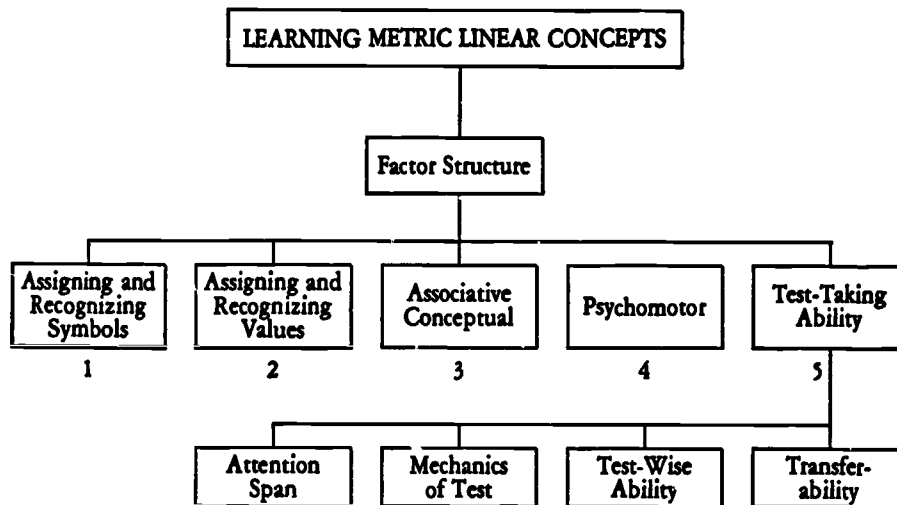 LEARNING METRIC LINEAR CONCEPTS
Factor Structure
Assigning and
Recognizing
Symbols
Assigning and
Recognizing
Values
Associative
Conceptual
Psychomotor
Test-Taking
Ability
1
2
3
4
5
Attention
Span
Mechanics
of Test
Test-Wise
Ability
Transfer-
ability